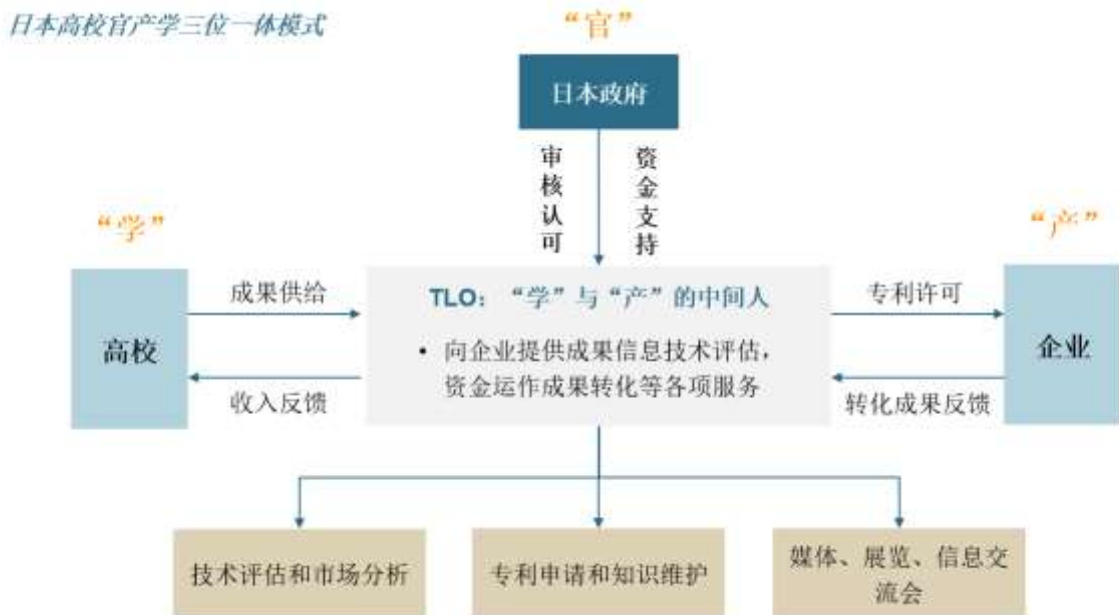 日本高校官产学三位一体模式
“官”
日本政府
审核认可
资金支持
“学”
“产”
高校
成果供给
收入反馈
TLO：“学”与“产”的中间人
• 向企业提供成果信息技术评估，
资金运作成果转化等各项服务
专利许可
转化成果反馈
企业
技术评估和市场分析
专利申请和知识维护
媒体、展览、信息交
流会